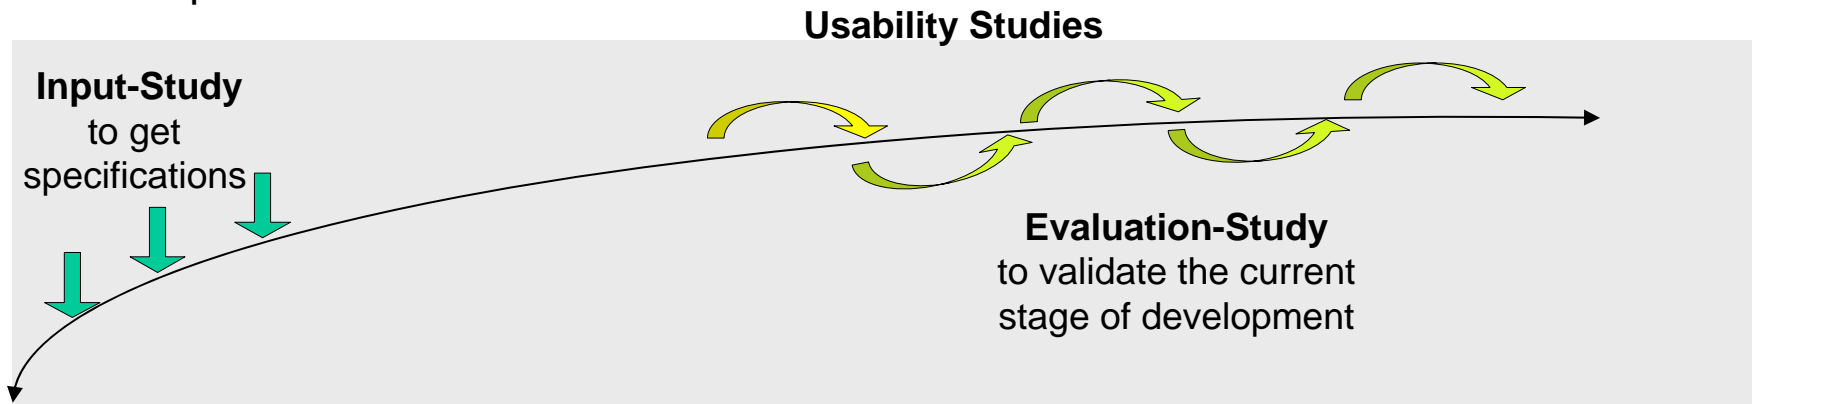 Usability Studies
Input-Study
to get
specifications
Evaluation-Study
to validate the current
stage of development